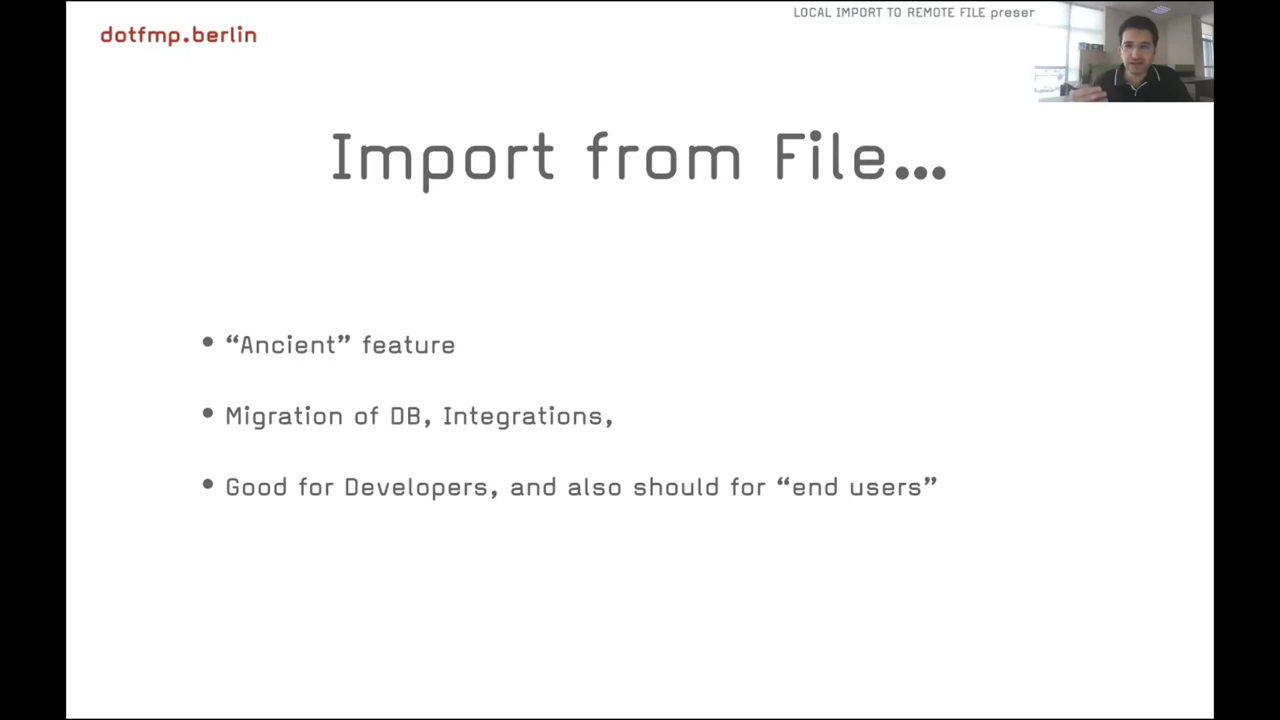 LOCAL IMPORT TO REMOTE FILE preser
dotfmp.berlin
Import from File...
• “Ancient” feature
• Migration of DB, Integrations,
• Good for Developers, and also should for “end users”